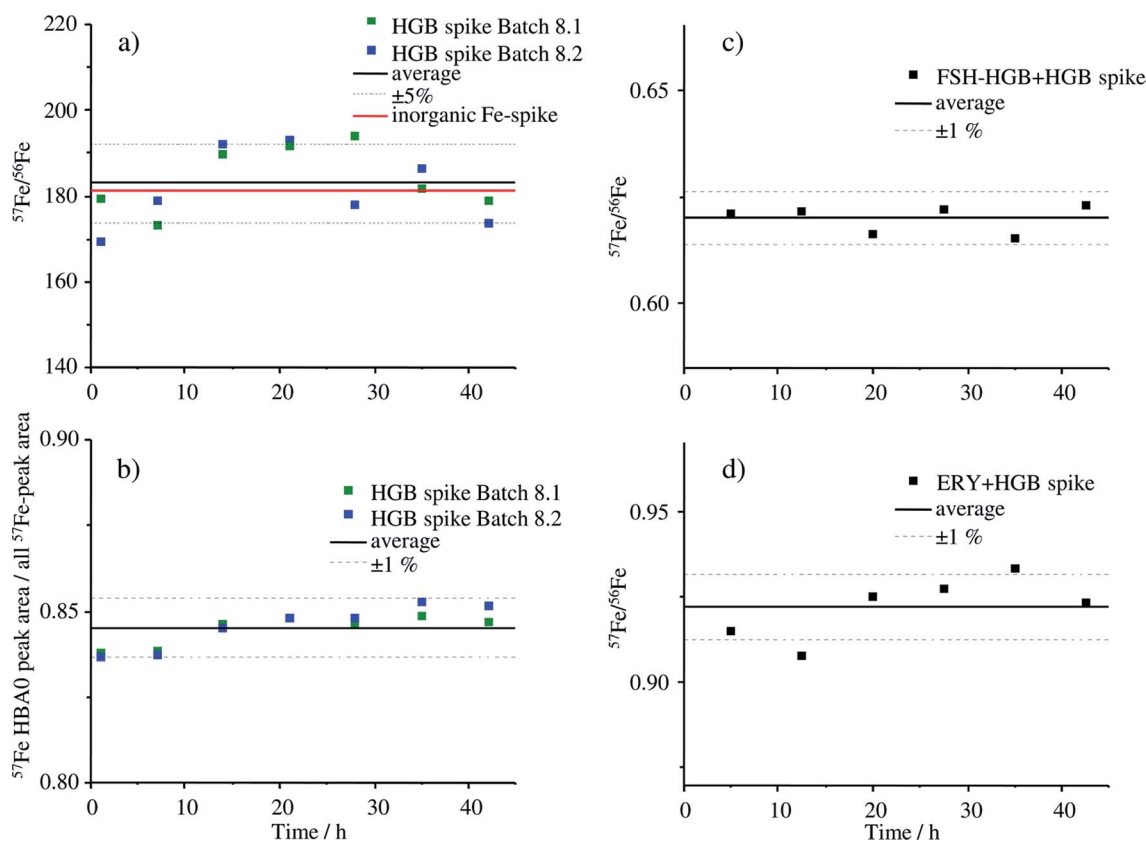 a)
HGB spike Batch 8.1
HGB spike Batch 8.2
average
±5%
inorganic Fe-spike
⁵⁷Fe/⁵⁶Fe
220
200
180
160
140
0 10 20 30 40
c)
FSH-HGB+HGB spike
average
±1 %
⁵⁷Fe/⁵⁶Fe
0.65
0.60
0 10 20 30 40
b)
HGB spike Batch 8.1
HGB spike Batch 8.2
average
±1 %
⁵⁷Fe HBA0 peak area / all ⁵⁷Fe-peak area
0.90
0.85
0.80
0 10 20 30 40
Time / h
d)
ERY+HGB spike
average
±1 %
⁵⁷Fe/⁵⁶Fe
0.95
0.90
0 10 20 30 40
Time / h